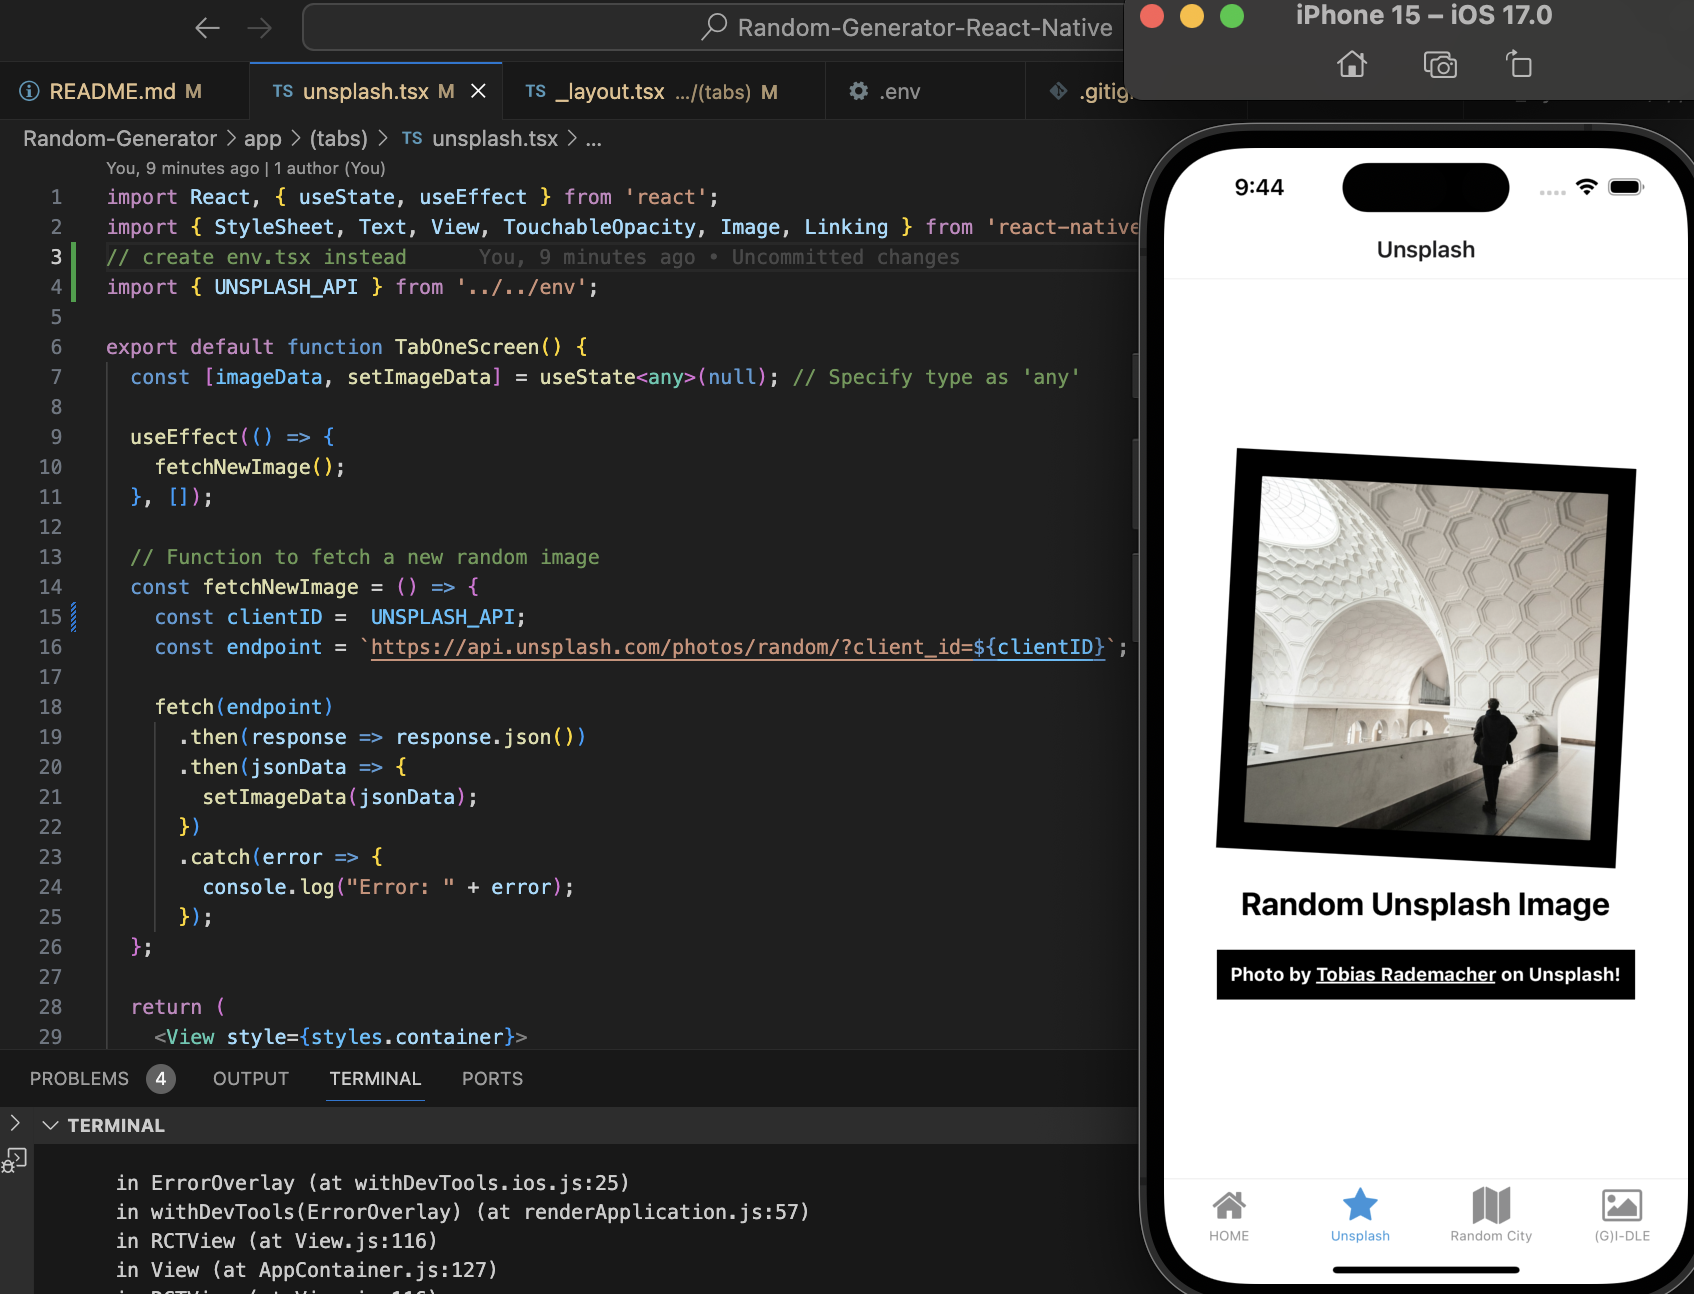 Random-Generator-React-Native
README.md M
TS unsplash.tsx M
TS _layout.tsx .../(tabs) M
.env
.gitig
Random-Generator > app > (tabs) > TS unsplash.tsx > ...
You, 9 minutes ago | 1 author (You)
1 import React, { useState, useEffect } from 'react';
2 import { StyleSheet, Text, View, TouchableOpacity, Image, Linking } from 'react-native
3 // create env.tsx instead You, 9 minutes ago • Uncommitted changes
4 import { UNSPLASH_API } from '../../env';
5
6 export default function TabOneScreen() {
7 const [imageData, setImageData] = useState<any>(null); // Specify type as 'any'
8
9 useEffect(() => {
10 fetchNewImage();
11 }, []);
12
13 // Function to fetch a new random image
14 const fetchNewImage = () => {
15 const clientID =  UNSPLASH_API;
16 const endpoint = `https://api.unsplash.com/photos/random/?client_id=${clientID}`;
17
18 fetch(endpoint)
19 .then(response => response.json())
20 .then(jsonData => {
21 setImageData(jsonData);
22 })
23 .catch(error => {
24 console.log("Error: " + error);
25 });
26 };
27
28 return (
29 <View style={styles.container}>
PROBLEMS 4 OUTPUT TERMINAL PORTS
TERMINAL
in ErrorOverlay (at withDevTools.ios.js:25)
in withDevTools(ErrorOverlay) (at renderApplication.js:57)
in RCTView (at View.js:116)
in View (at AppContainer.js:127)
iPhone 15 – iOS 17.0
9:44
Unsplash
Random Unsplash Image
Photo by Tobias Rademacher on Unsplash!
HOME
Unsplash
Random City
(G)I-DLE